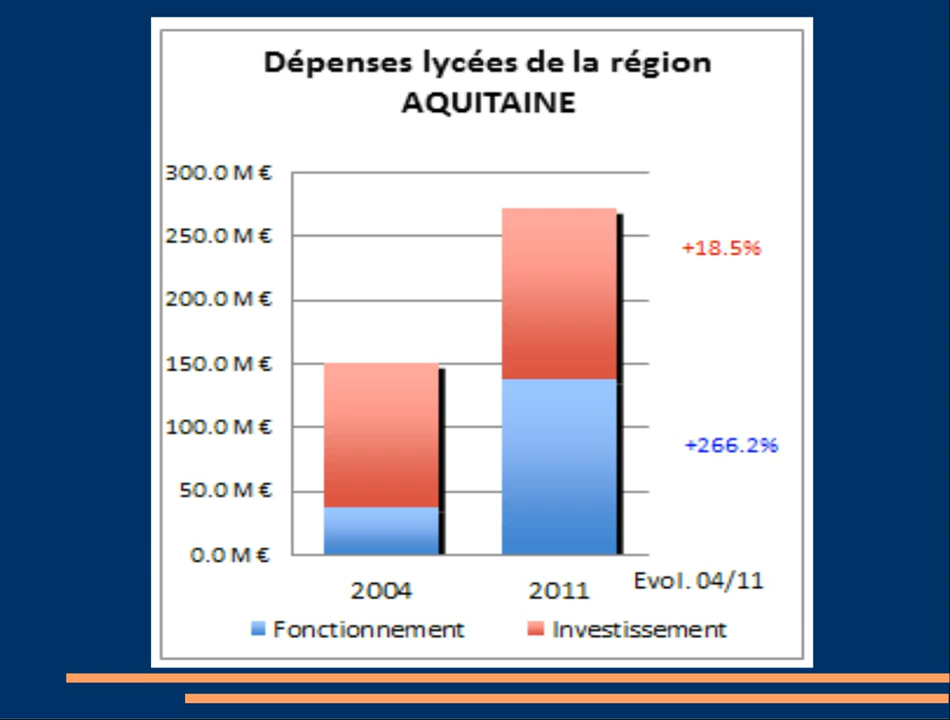 Dépenses lycées de la région
AQUITAINE
300.0 M €
250.0 M €
200.0 M €
150.0 M €
100.0 M €
50.0 M €
0.0 M €
+18.5%
+266.2%
2004
2011
Evol. 04/11
Fonctionnement
Investissement